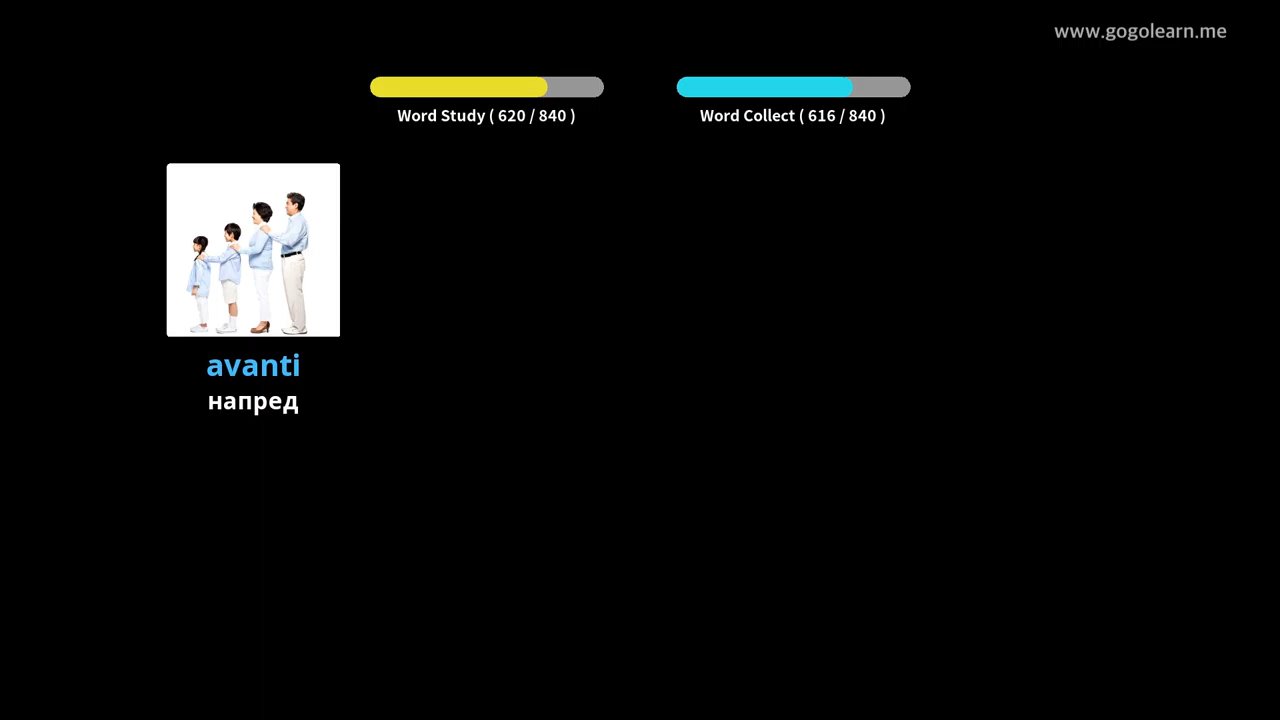 www.gogolearn.me
Word Study ( 620 / 840 )
Word Collect ( 616 / 840 )
avanti
напред